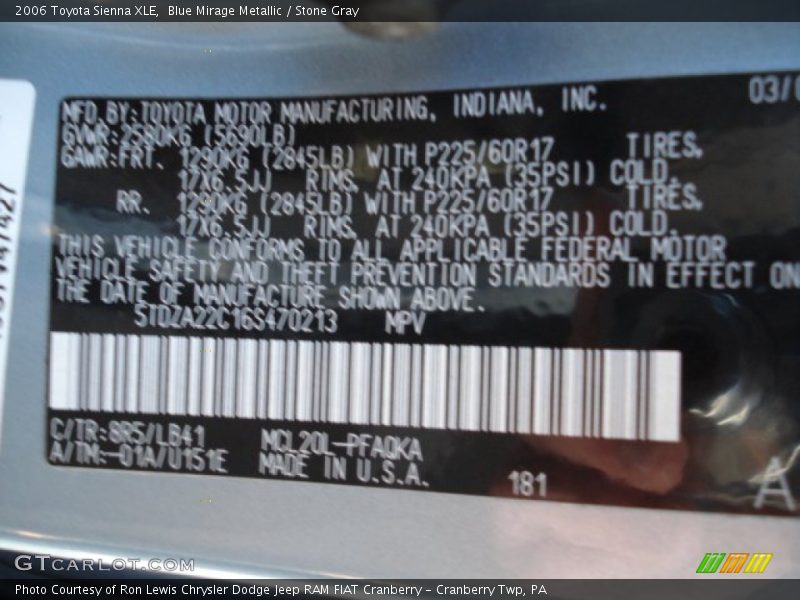 2006 Toyota Sienna XLE,  Blue Mirage Metallic / Stone Gray
MFD.BY:TOYOTA MOTOR MANUFACTURING, INDIANA, INC. 03/0
GVWR:2580KG (5690LB)
GAWR:FRT. 1290KG (2845LB) WITH P225/60R17 TIRES,
17X6.5JJ RIMS, AT 240KPA (35PSI) COLD.
RR. 1290KG (2845LB) WITH P225/60R17 TIRES,
17X6.5JJ RIMS, AT 240KPA (35PSI) COLD.
THIS VEHICLE CONFORMS TO ALL APPLICABLE FEDERAL MOTOR
VEHICLE SAFETY AND THEFT PREVENTION STANDARDS IN EFFECT ON
THE DATE OF MANUFACTURE SHOWN ABOVE.
5TDZA22C16S470213 MPV
C/TR:8R5/LB41 MCL20L-PFAQKA
A/TM:-01A/U151E MADE IN U.S.A.
181
A
GTCARLOT.COM
Photo Courtesy of Ron Lewis Chrysler Dodge Jeep RAM FIAT Cranberry – Cranberry Twp, PA